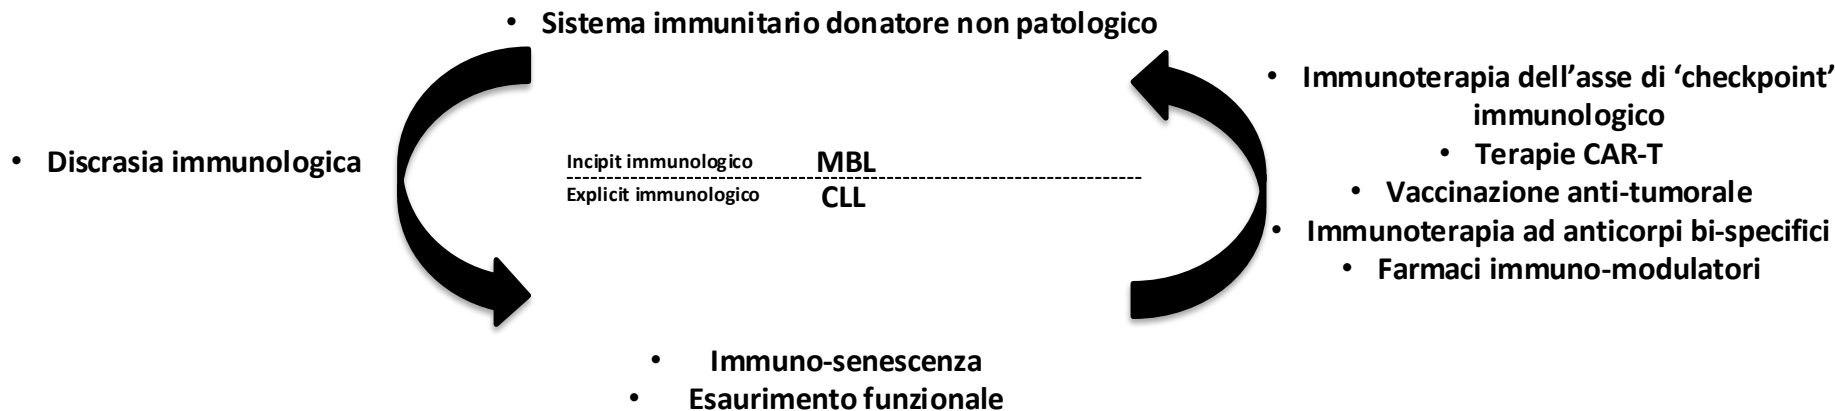 • Sistema immunitario donatore non patologico
• Discrasia immunologica
Incipit immunologico MBL
Explicit immunologico CLL
• Immunoterapia dell’asse di ‘checkpoint’
immunologico
• Terapie CAR-T
• Vaccinazione anti-tumorale
• Immunoterapia ad anticorpi bi-specifici
• Farmaci immuno-modulatori
• Immuno-senescenza
• Esaurimento funzionale